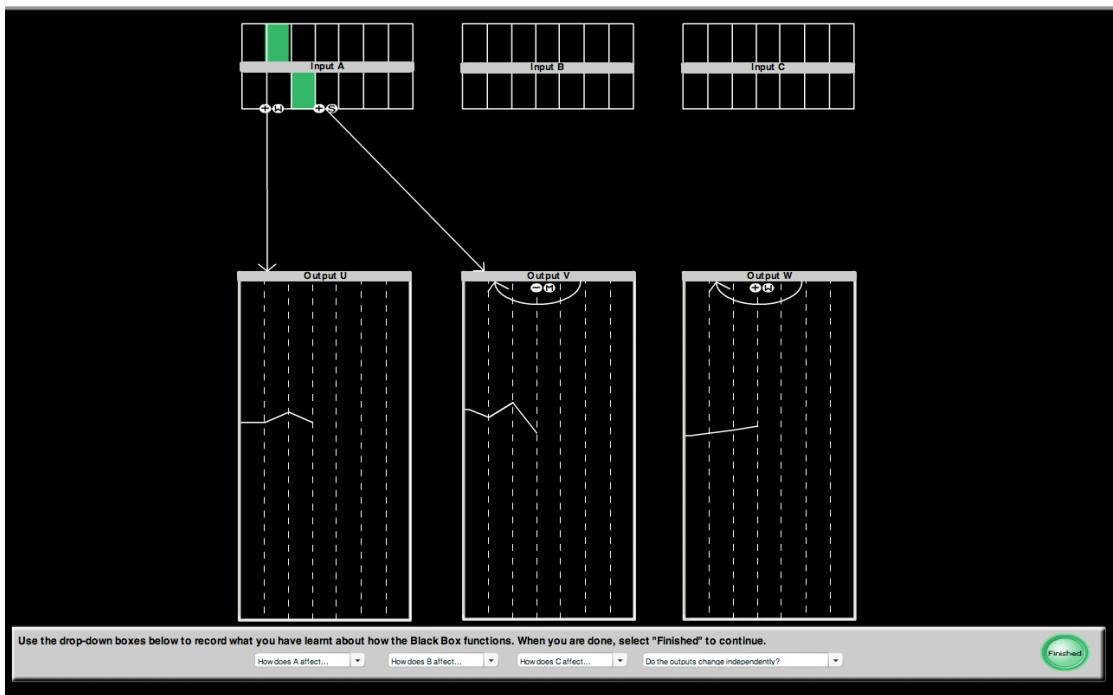 Input A
Input B
Input C
+ W
+ S
Output U
Output V
Output W
− M
+ W
Use the drop-down boxes below to record what you have learnt about how the Black Box functions. When you are done, select "Finished" to continue.
How does A affect...
How does B affect...
How does C affect...
Do the outputs change independently?
Finished